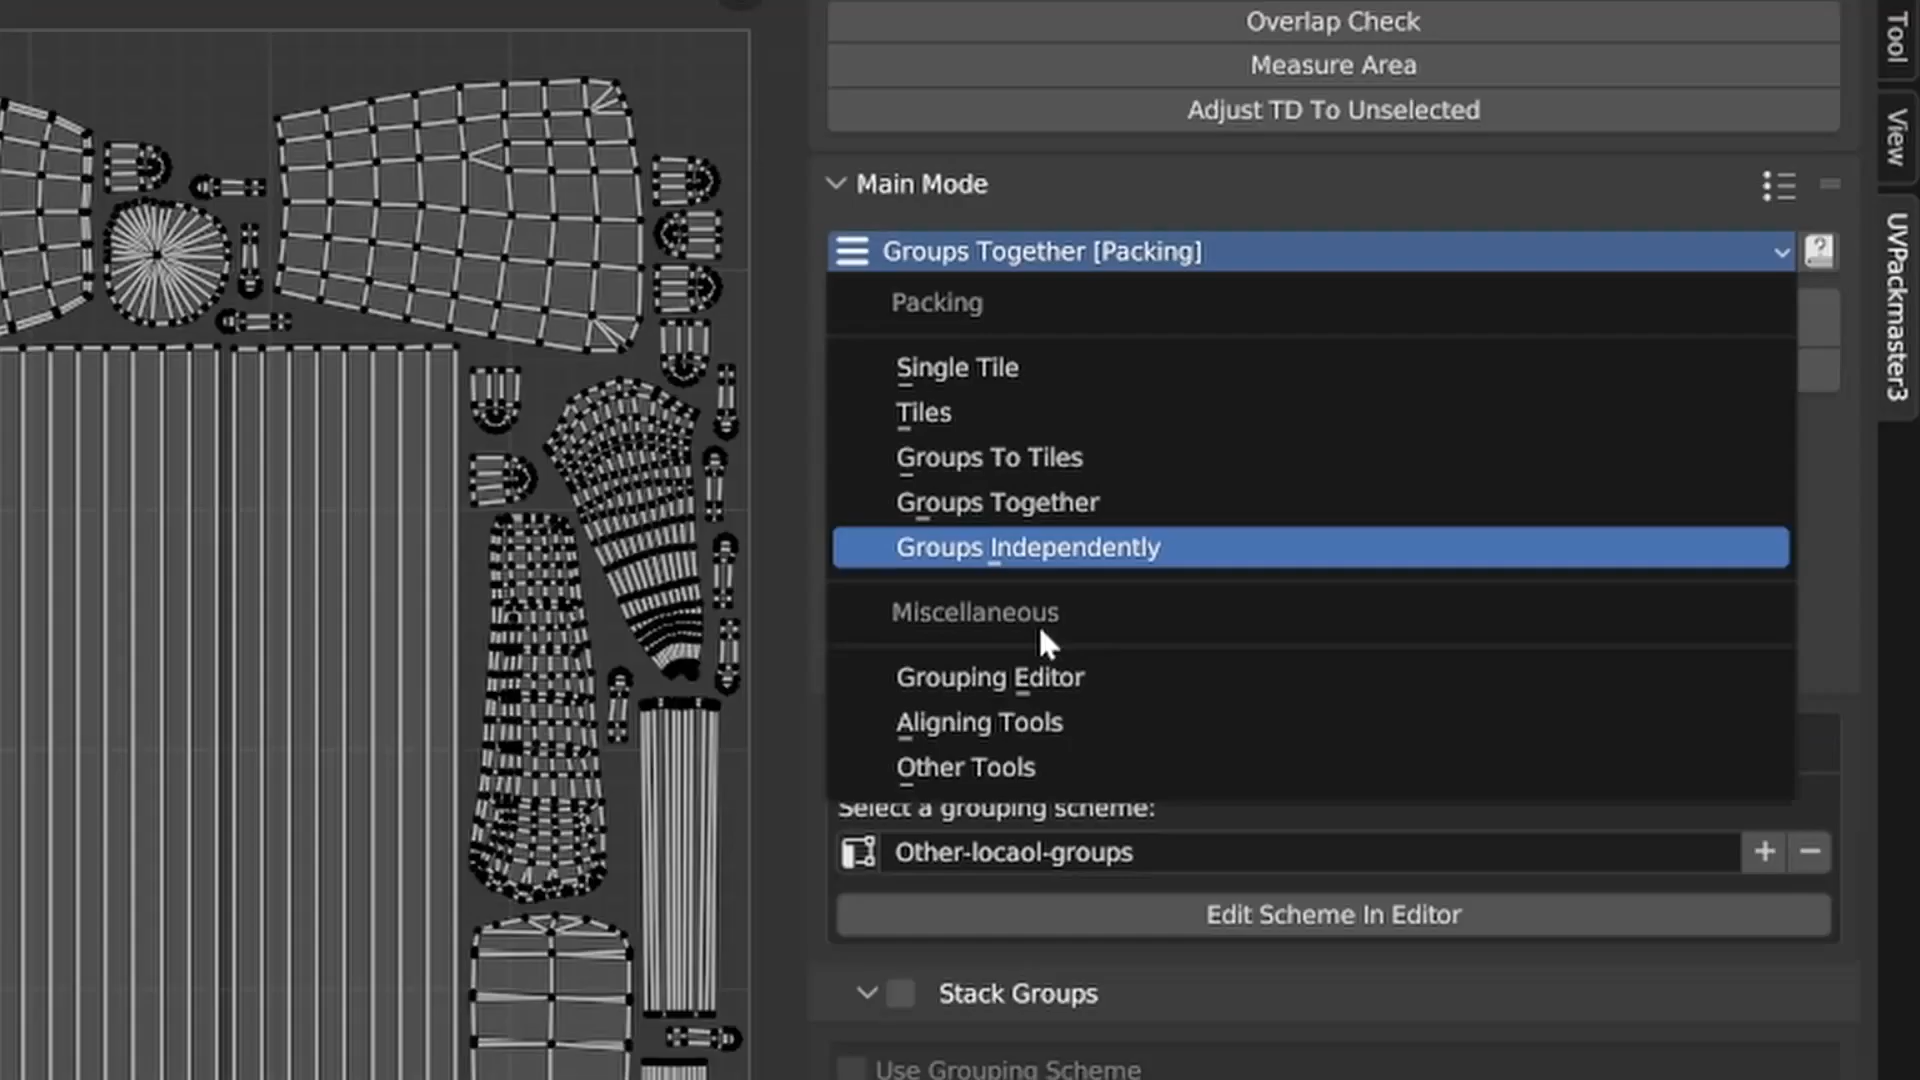 Overlap Check
Measure Area
Adjust TD To Unselected
Main Mode
Groups Together [Packing]
Packing
Single Tile
Tiles
Groups To Tiles
Groups Together
Groups Independently
Miscellaneous
Grouping Editor
Aligning Tools
Other Tools
Select a grouping scheme:
Other-locaol-groups
Edit Scheme In Editor
Stack Groups
Use Grouping Scheme
Tool
View
UVPackmaster3